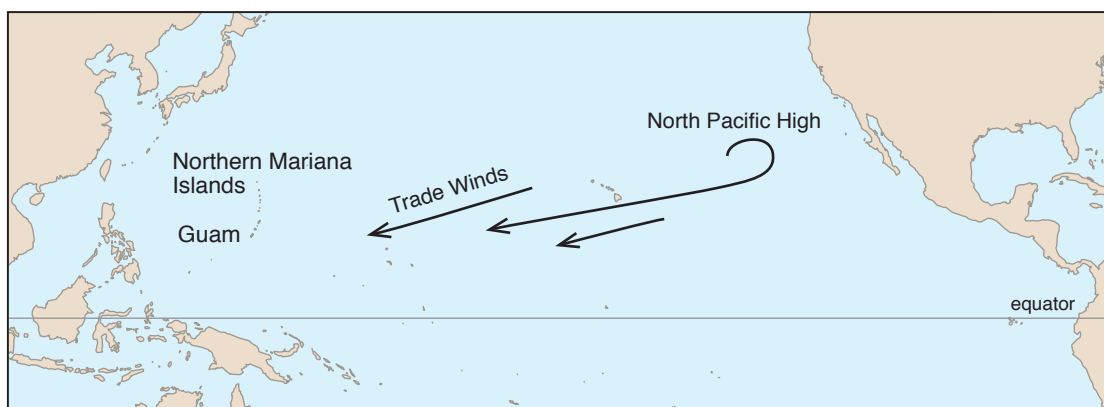 North Pacific High
Northern Mariana
Islands
Trade Winds
Guam
equator